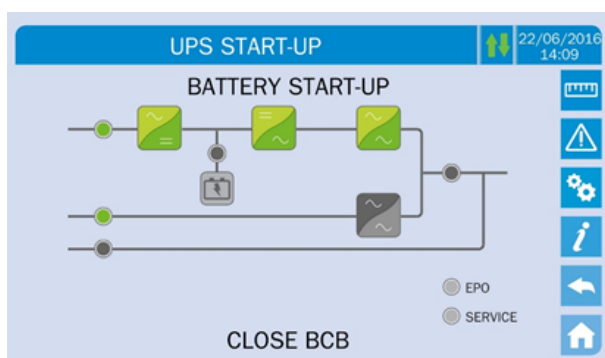 UPS START-UP
22/06/2016
14:09
BATTERY START-UP
EPO
SERVICE
CLOSE BCB